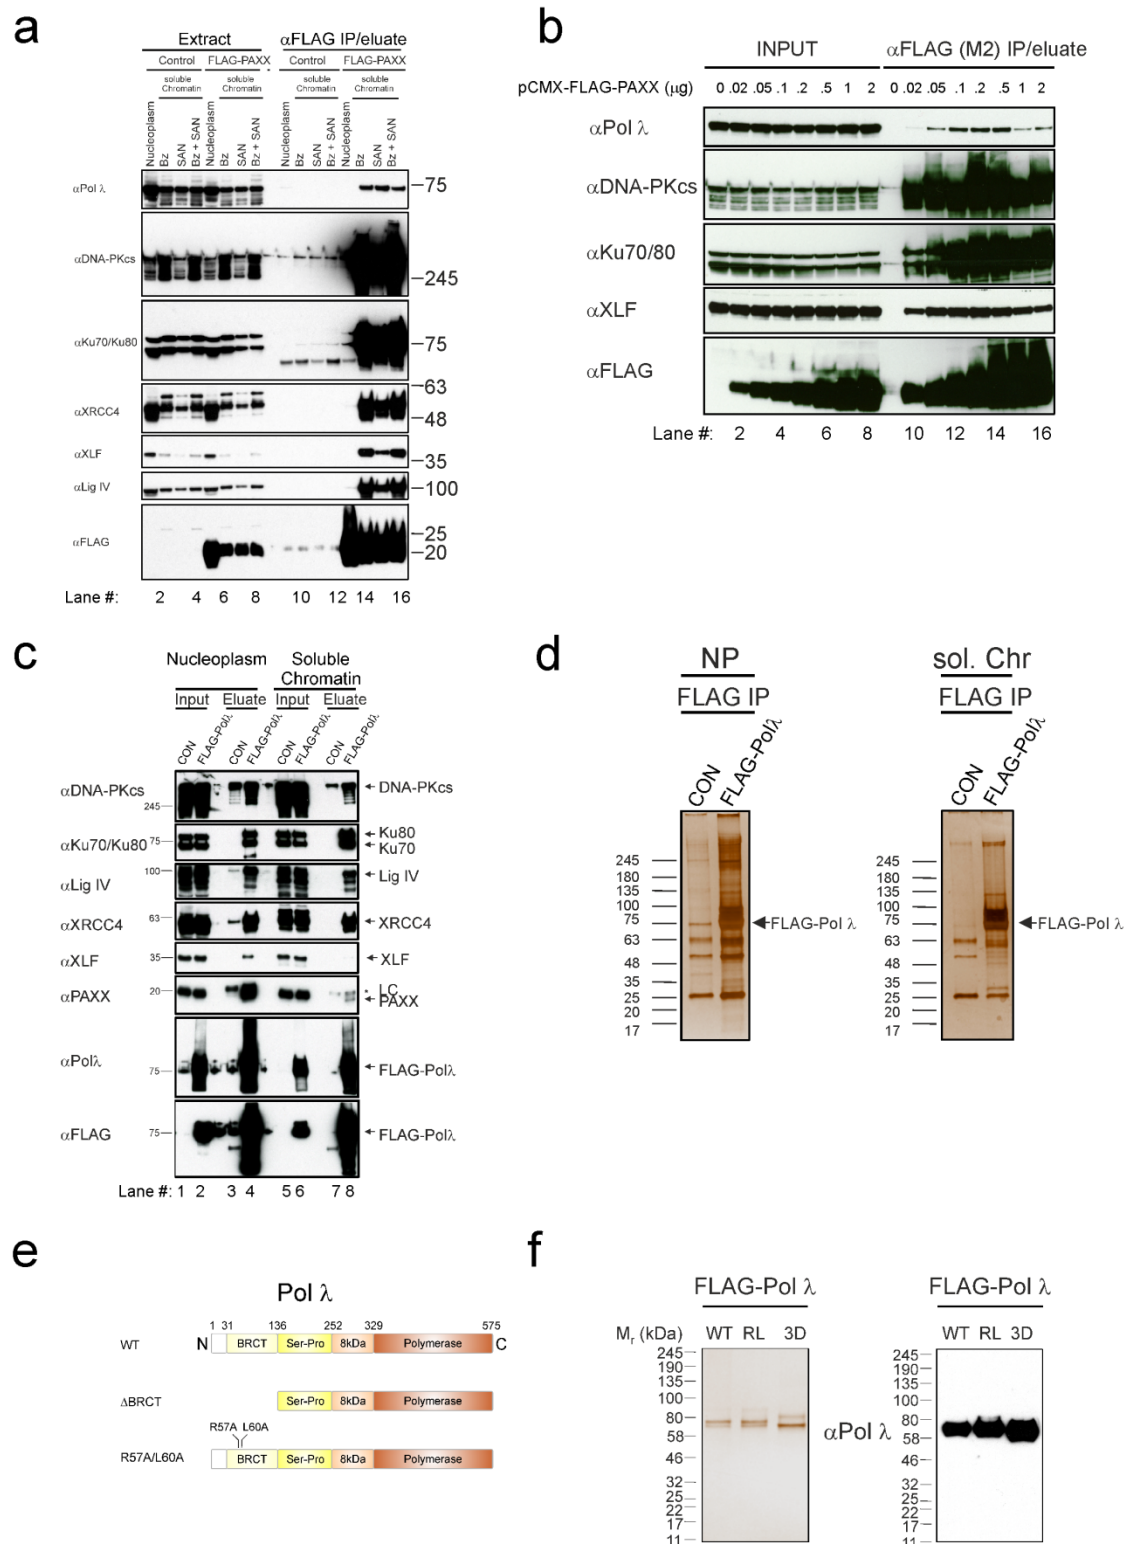 a
Extract
αFLAG IP/eluate
Control
FLAG-PAXX
Control
FLAG-PAXX
soluble Chromatin
soluble Chromatin
soluble Chromatin
soluble Chromatin
Nucleoplasm
Bz
SAN
Bz + SAN
Nucleoplasm
Bz
SAN
Bz + SAN
Nucleoplasm
Bz
SAN
Bz + SAN
Nucleoplasm
Bz
SAN
Bz + SAN
αPol λ
75
αDNA-PKcs
245
αKu70/Ku80
75
αXRCC4
63
48
αXLF
35
αLig IV
100
αFLAG
25
20
Lane #: 2 4 6 8 10 12 14 16
b
INPUT
αFLAG (M2) IP/eluate
pCMX-FLAG-PAXX (μg) 0 .02 .05 .1 .2 .5 1 2 0 .02 .05 .1 .2 .5 1 2
αPol λ
αDNA-PKcs
αKu70/80
αXLF
αFLAG
Lane #: 2 4 6 8 10 12 14 16
c
Nucleoplasm
Soluble
Chromatin
Input Eluate Input Eluate
CON
FLAG-Polλ
CON
FLAG-Polλ
CON
FLAG-Polλ
CON
FLAG-Polλ
αDNA-PKcs
245
DNA-PKcs
αKu70/Ku80
75
Ku80
Ku70
αLig IV
100
Lig IV
αXRCC4
63
XRCC4
αXLF
35
XLF
αPAXX
20
LC
PAXX
αPolλ
75
FLAG-Polλ
αFLAG
75
FLAG-Polλ
Lane #: 1 2 3 4 5 6 7 8
d
NP
FLAG IP
CON
FLAG-Polλ
245
180
135
100
75
63
48
35
25
20
17
FLAG-Pol λ
sol. Chr
FLAG IP
CON
FLAG-Polλ
245
180
135
100
75
63
48
35
25
20
17
FLAG-Pol λ
e
Pol λ
1 31 136 252 329 575
WT
N
BRCT Ser-Pro 8kDa Polymerase
C
ΔBRCT
Ser-Pro 8kDa Polymerase
R57A L60A
R57A/L60A
BRCT Ser-Pro 8kDa Polymerase
f
FLAG-Pol λ
Mr (kDa) WT RL 3D
245
190
135
100
80
58
46
32
25
22
17
11
FLAG-Pol λ
WT RL 3D
αPol λ
245
190
135
100
80
58
46
32
25
22
17
11